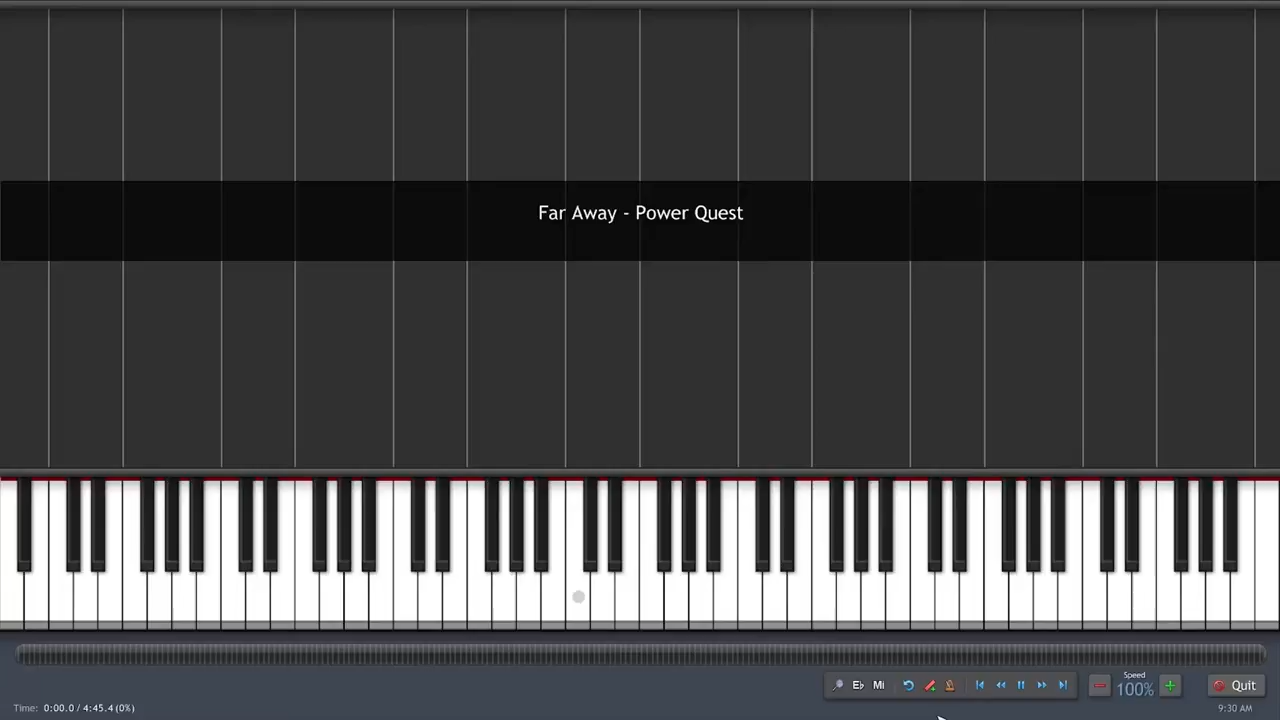 Far Away - Power Quest
Eb Mi
Speed
100%
Quit
Time: 0:00.0 / 4:45.4 (0%)
9:30 AM